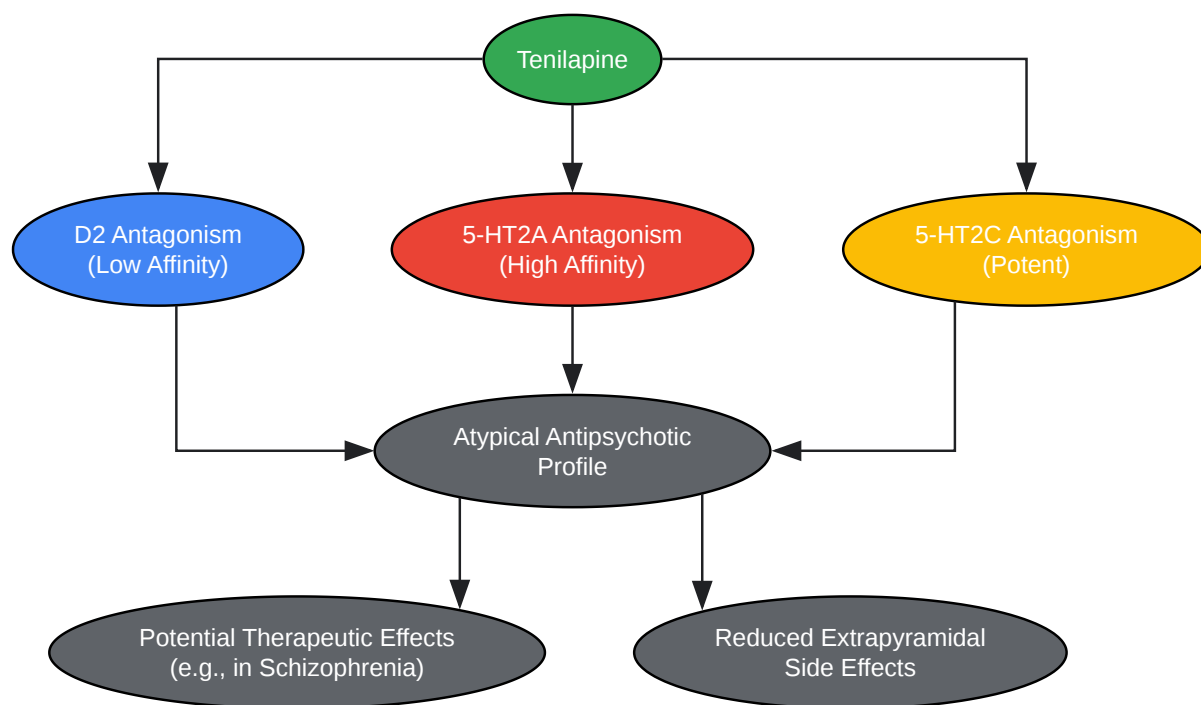 Tenilapine
D2 Antagonism
(Low Affinity)
5-HT2A Antagonism
(High Affinity)
5-HT2C Antagonism
(Potent)
Atypical Antipsychotic
Profile
Potential Therapeutic Effects
(e.g., in Schizophrenia)
Reduced Extrapyramidal
Side Effects